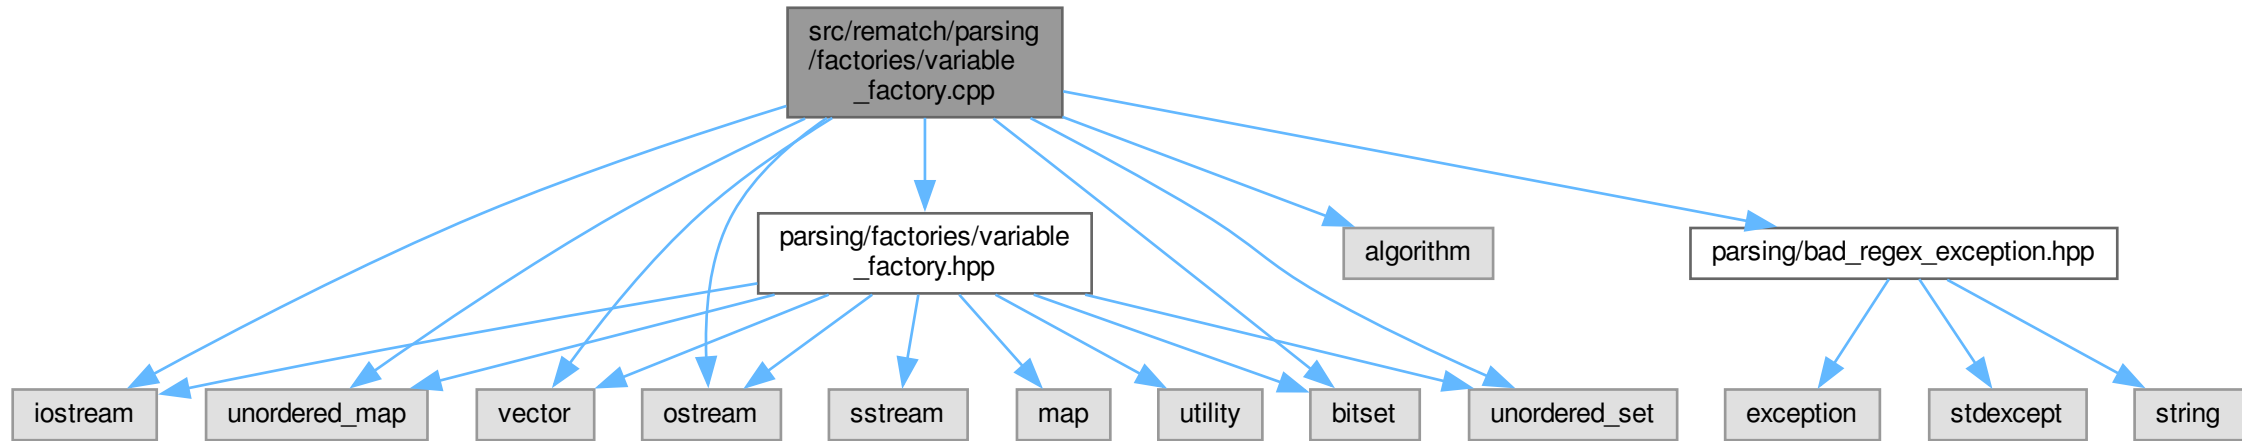 src/rematch/parsing
/factories/variable
_factory.cpp
parsing/factories/variable
_factory.hpp
algorithm
parsing/bad_regex_exception.hpp
iostream
unordered_map
vector
ostream
sstream
map
utility
bitset
unordered_set
exception
stdexcept
string